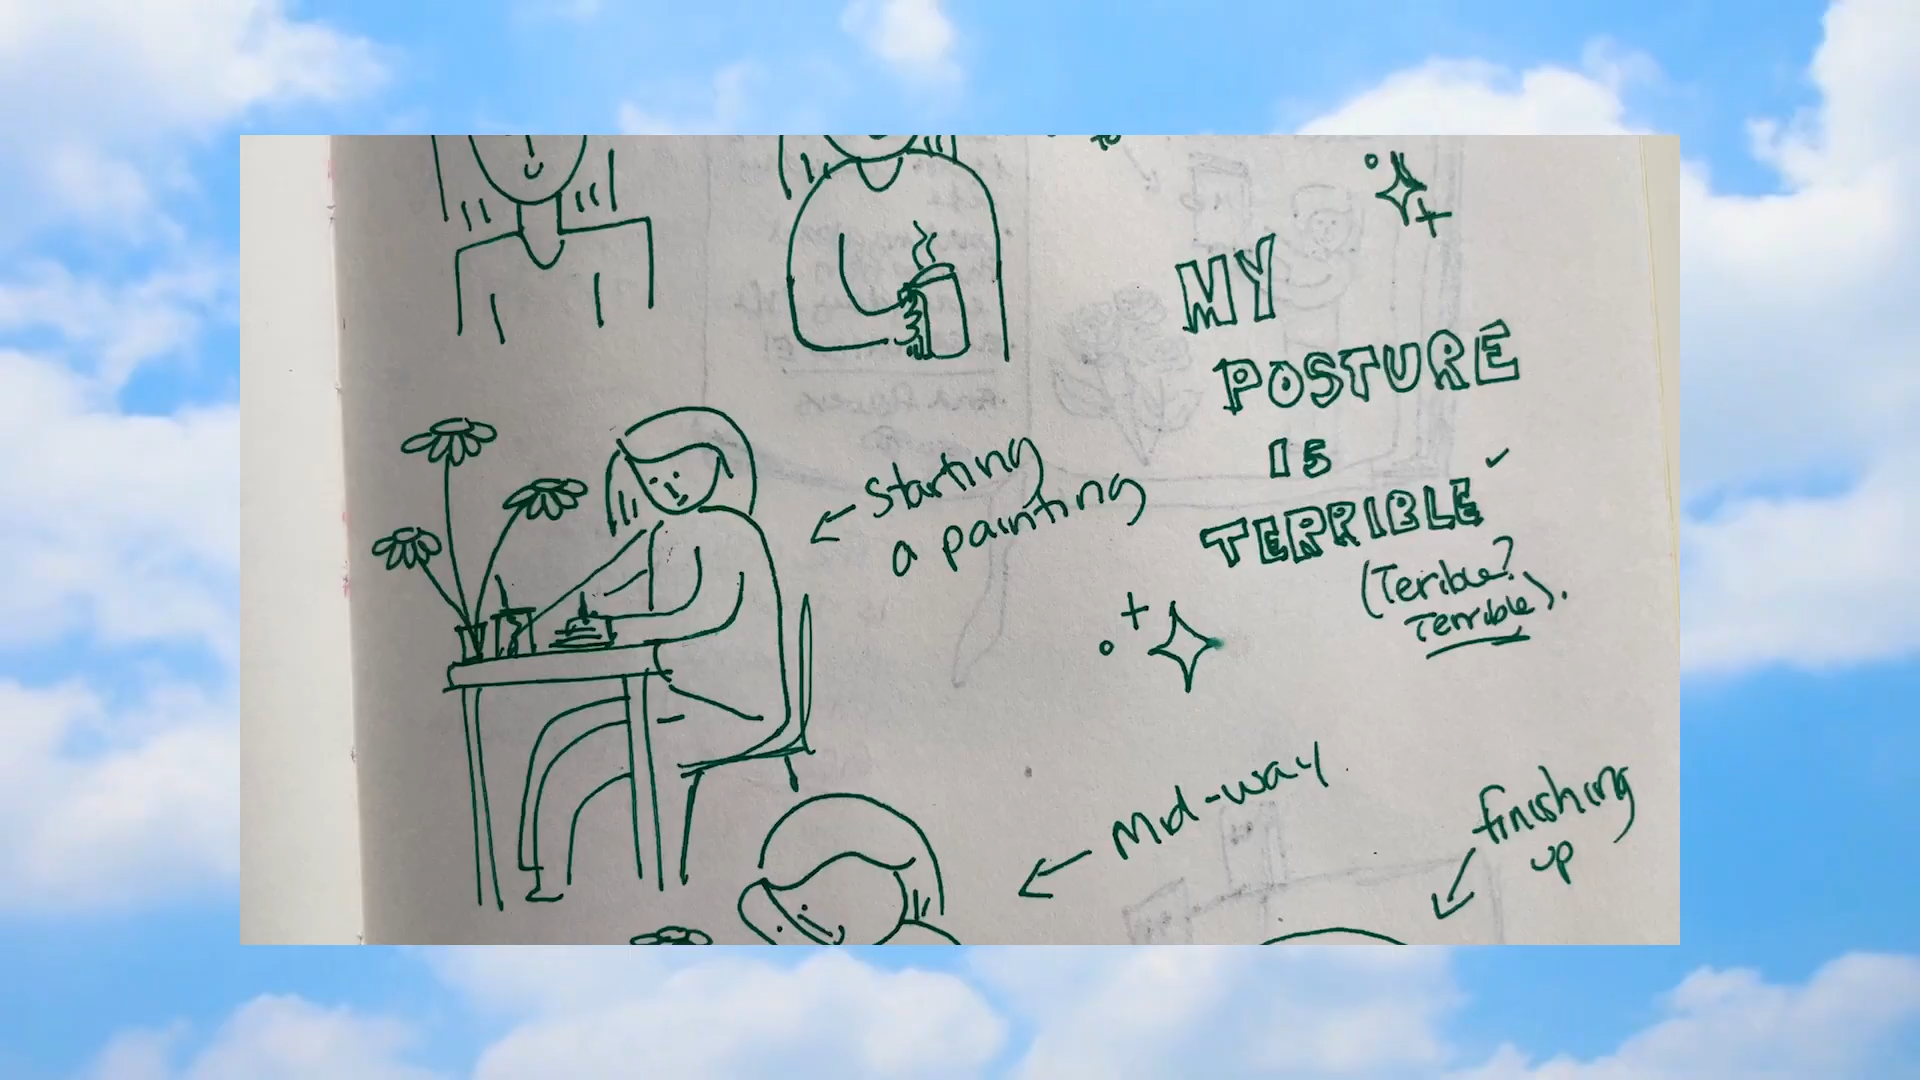 MY
POSTURE
IS
TERRIBLE
(Terible?
Terrible).
starting
a painting
Mid-way
finishing
up